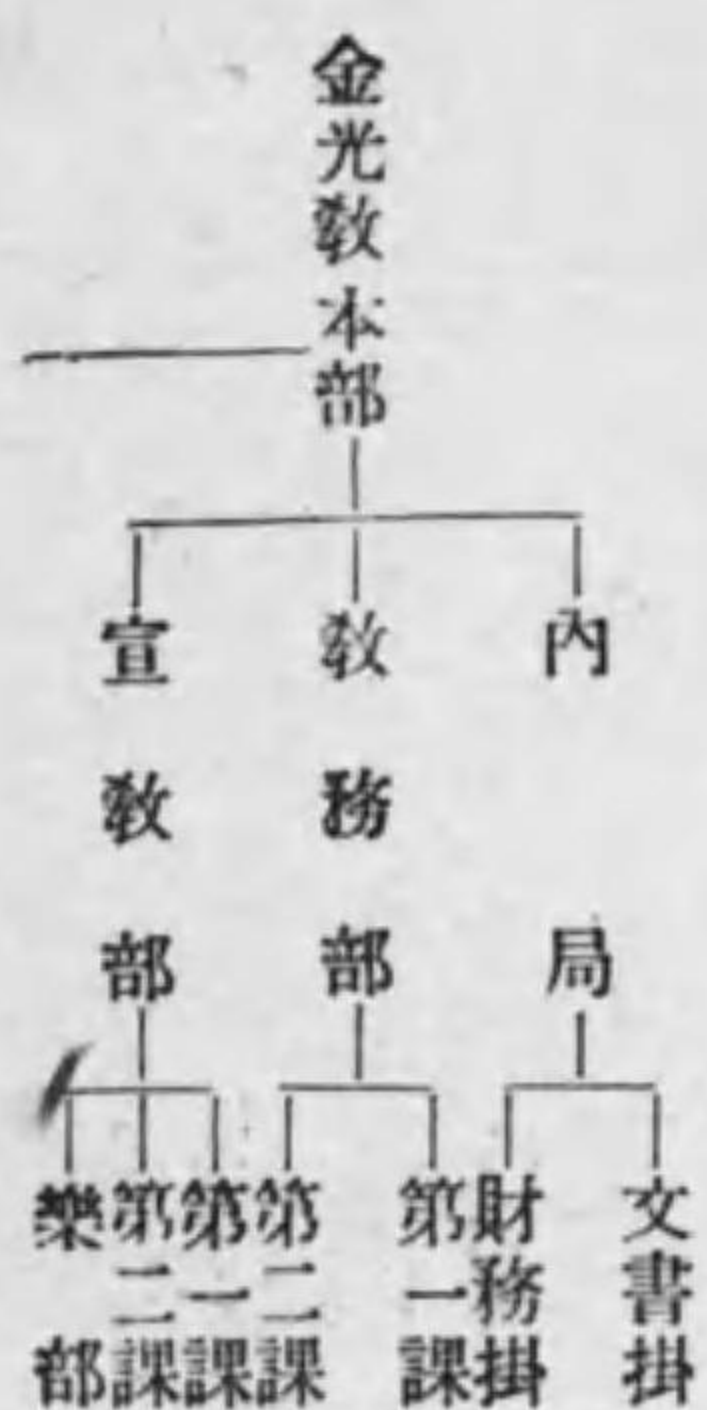 金光敎本部
內局
敎務部
宣敎部
文書掛
財務掛
第一課
第二課
第一課
第二課
樂部